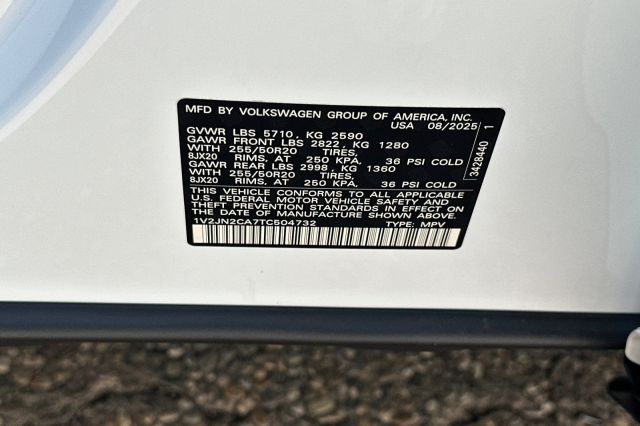 MFD BY VOLKSWAGEN GROUP OF AMERICA, INC.
USA 08/2025
GVWR LBS 5710, KG 2590
GAWR FRONT LBS 2822, KG 1280
WITH 255/50R20 TIRES,
8JX20 RIMS, AT 250 KPA, 36 PSI COLD
GAWR REAR LBS 2998, KG 1360
WITH 255/50R20 TIRES,
8JX20 RIMS, AT 250 KPA, 36 PSI COLD
THIS VEHICLE CONFORMS TO ALL APPLICABLE
U.S. FEDERAL MOTOR VEHICLE SAFETY AND
THEFT PREVENTION STANDARDS IN EFFECT ON
THE DATE OF MANUFACTURE SHOWN ABOVE.
1V2JN2CA7TC504732 TYPE: MPV
3428440 1